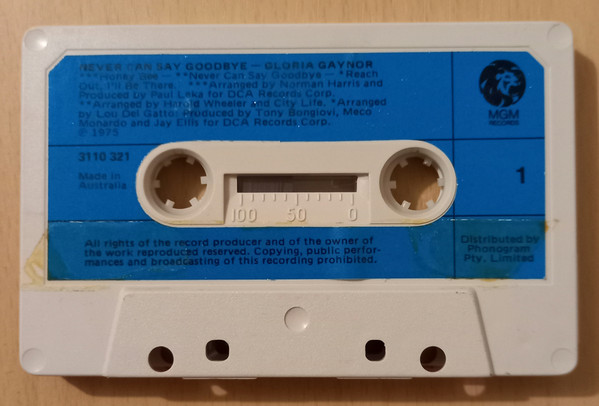 NEVER CAN SAY GOODBYE — GLORIA GAYNOR
***Honky Bee — **Never Can Say Goodbye — *Reach
Out, I'll Be There. ***Arranged by Norman Harris and
Produced by Paul Leka for DCA Records Corp.
**Arranged by Harold Wheeler and City Life. *Arranged
by Lou Del Gatto: Produced by Tony Bongiovi, Meco
Monardo and Jay Ellis for DCA Records Corp.
℗ 1975
MGM
RECORDS
3110 321
Made in
Australia
1
100 50 0
All rights of the record producer and of the owner of
the work reproduced reserved. Copying, public perfor-
mances and broadcasting of this recording prohibited.
Distributed by
Phonogram
Pty. Limited